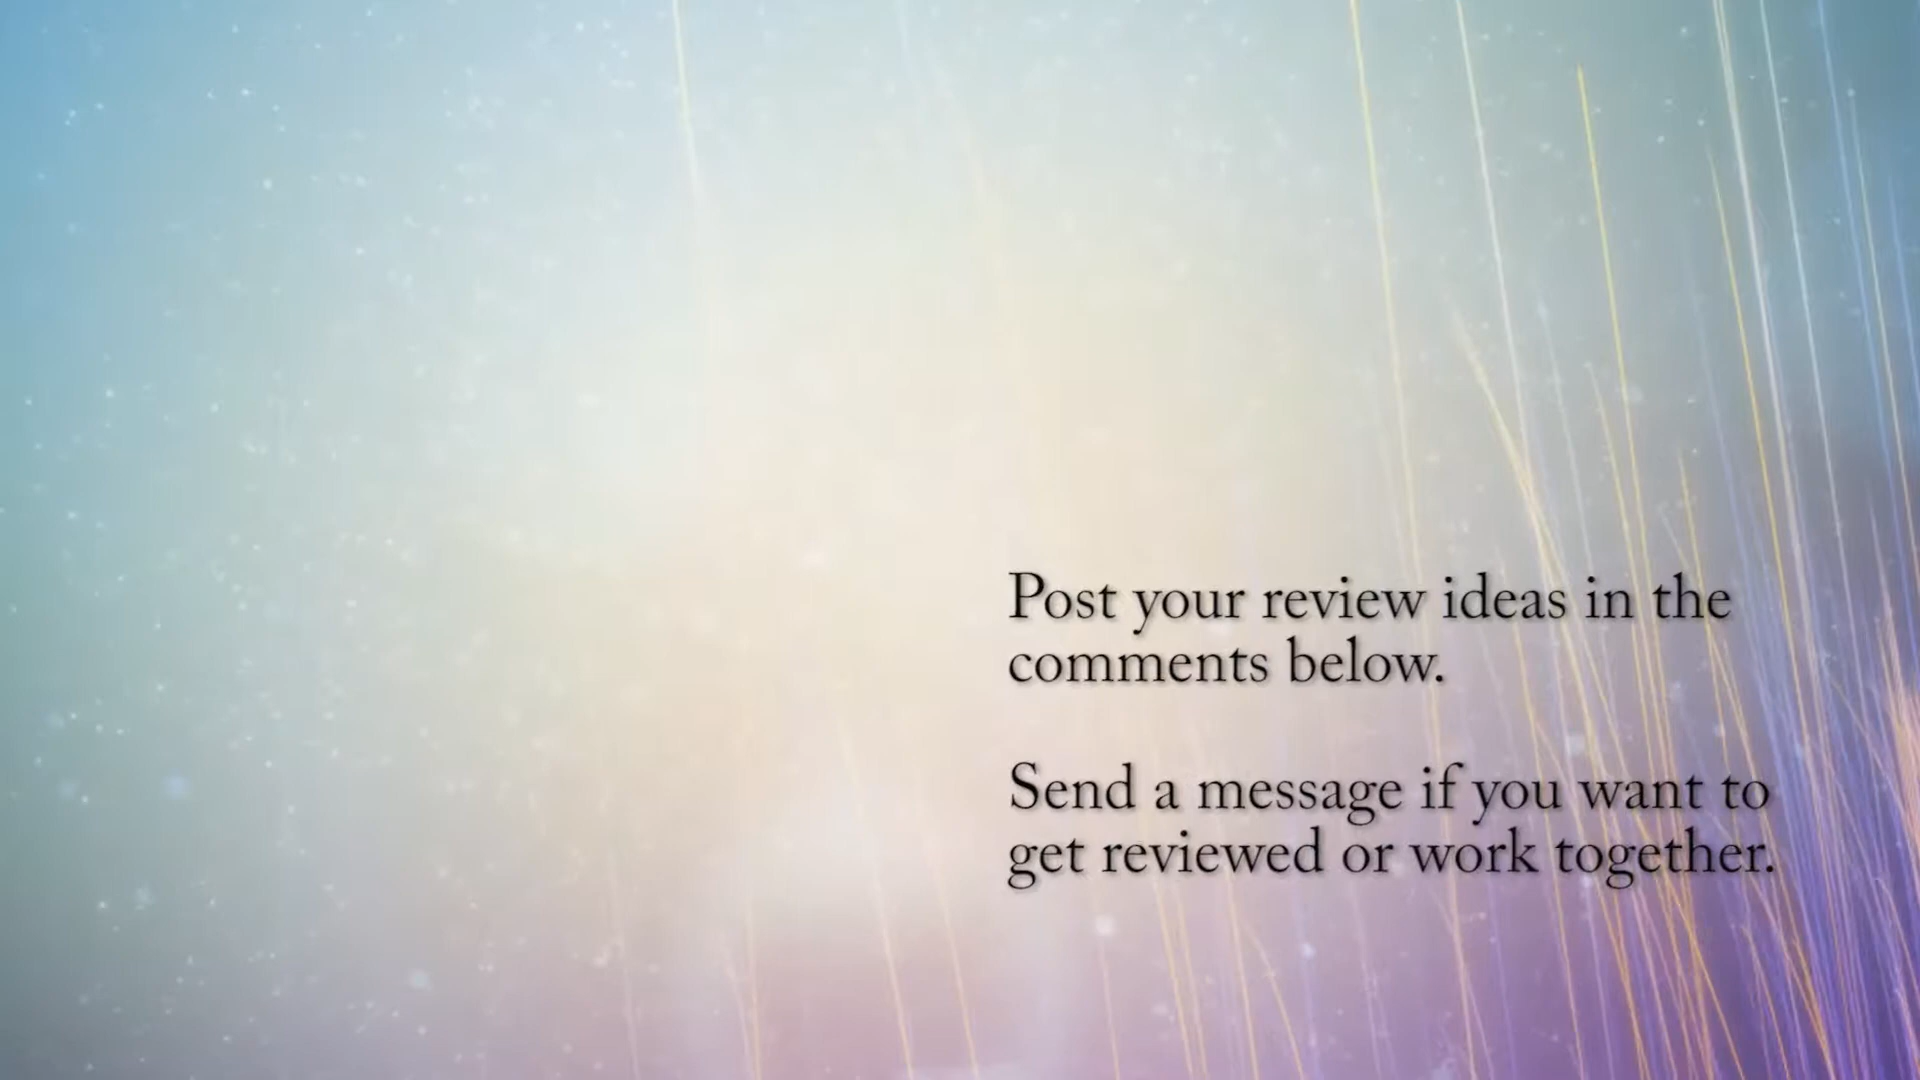 Post your review ideas in the
comments below.
Send a message if you want to
get reviewed or work together.